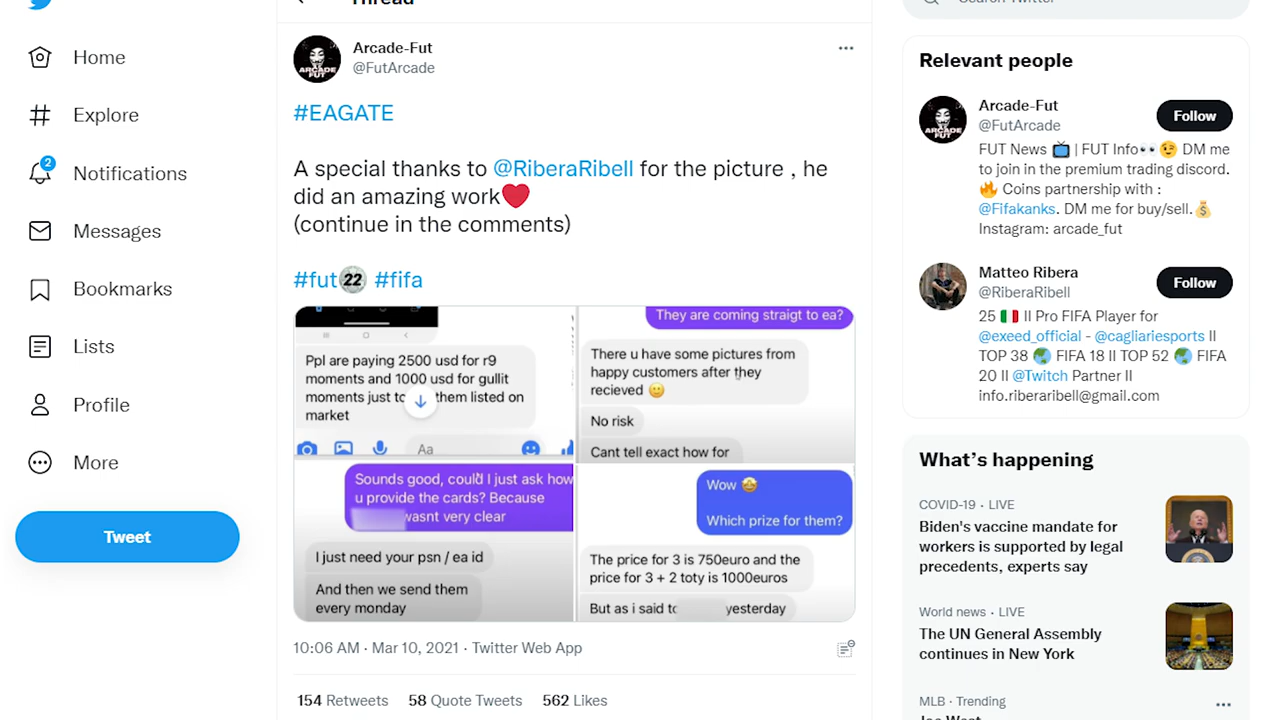 Thread
Search Twitter
Home
Explore
2
Notifications
Messages
Bookmarks
Lists
Profile
More
Tweet
ARCADE FUT
Arcade-Fut
@FutArcade
#EAGATE
A special thanks to @RiberaRibell for the picture , he
did an amazing work❤️
(continue in the comments)
#fut22 #fifa
Ppl are paying 2500 usd for r9
moments and 1000 usd for gullit
moments just to them listed on
market
Aa
They are coming straigt to ea?
There u have some pictures from
happy customers after they
recieved 🙂
No risk
Cant tell exact how for
Sounds good, could I just ask how
u provide the cards? Because
wasnt very clear
I just need your psn / ea id
And then we send them
every monday
Wow 🤩
Which prize for them?
The price for 3 is 750euro and the
price for 3 + 2 toty is 1000euros
But as i said to yesterday
10:06 AM · Mar 10, 2021 · Twitter Web App
154 Retweets 58 Quote Tweets 562 Likes
Relevant people
ARCADE FUT
Arcade-Fut
@FutArcade
Follow
FUT News 📺 | FUT Info👀😉 DM me
to join in the premium trading discord.
🔥 Coins partnership with :
@Fifakanks. DM me for buy/sell.💰
Instagram: arcade_fut
Matteo Ribera
@RiberaRibell
Follow
25 🇮🇹 II Pro FIFA Player for
@exeed_official - @cagliariesports II
TOP 38 🌏 FIFA 18 II TOP 52 🌏 FIFA
20 II @Twitch Partner II
info.riberaribell@gmail.com
What's happening
COVID-19 · LIVE
Biden's vaccine mandate for
workers is supported by legal
precedents, experts say
World news · LIVE
The UN General Assembly
continues in New York
MLB · Trending
Joe West